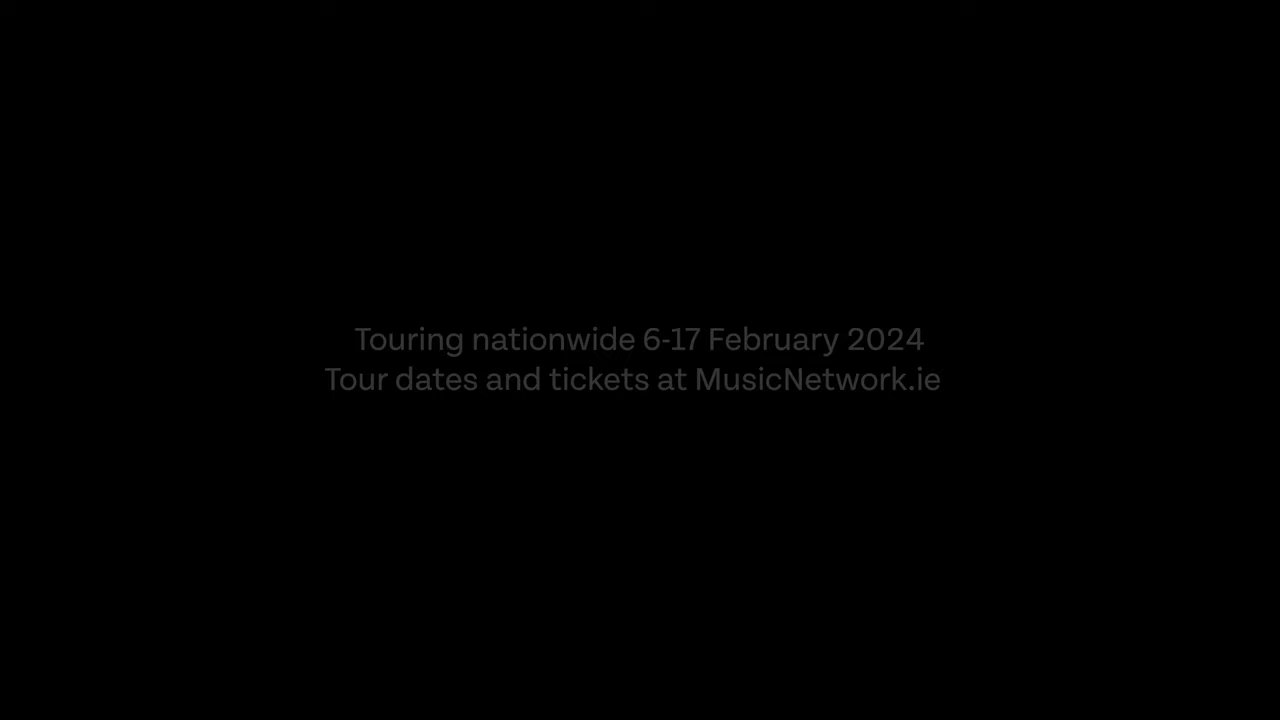 Touring nationwide 6-17 February 2024
Tour dates and tickets at MusicNetwork.ie